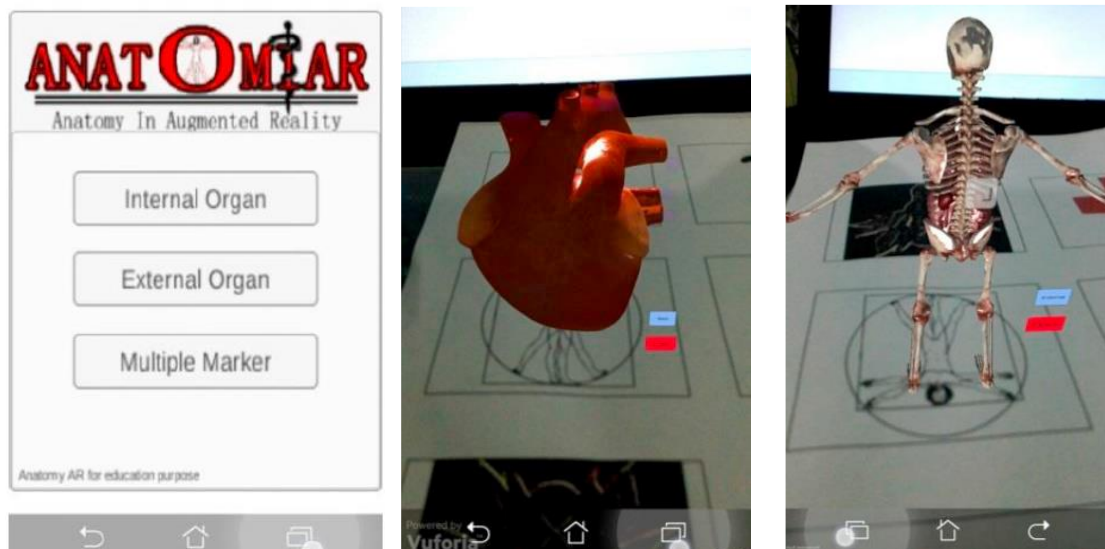 ANATOMIAR
Anatomy In Augmented Reality
Internal Organ
External Organ
Multiple Marker
Anatomy AR for education purpose
Powered by
Vuforia